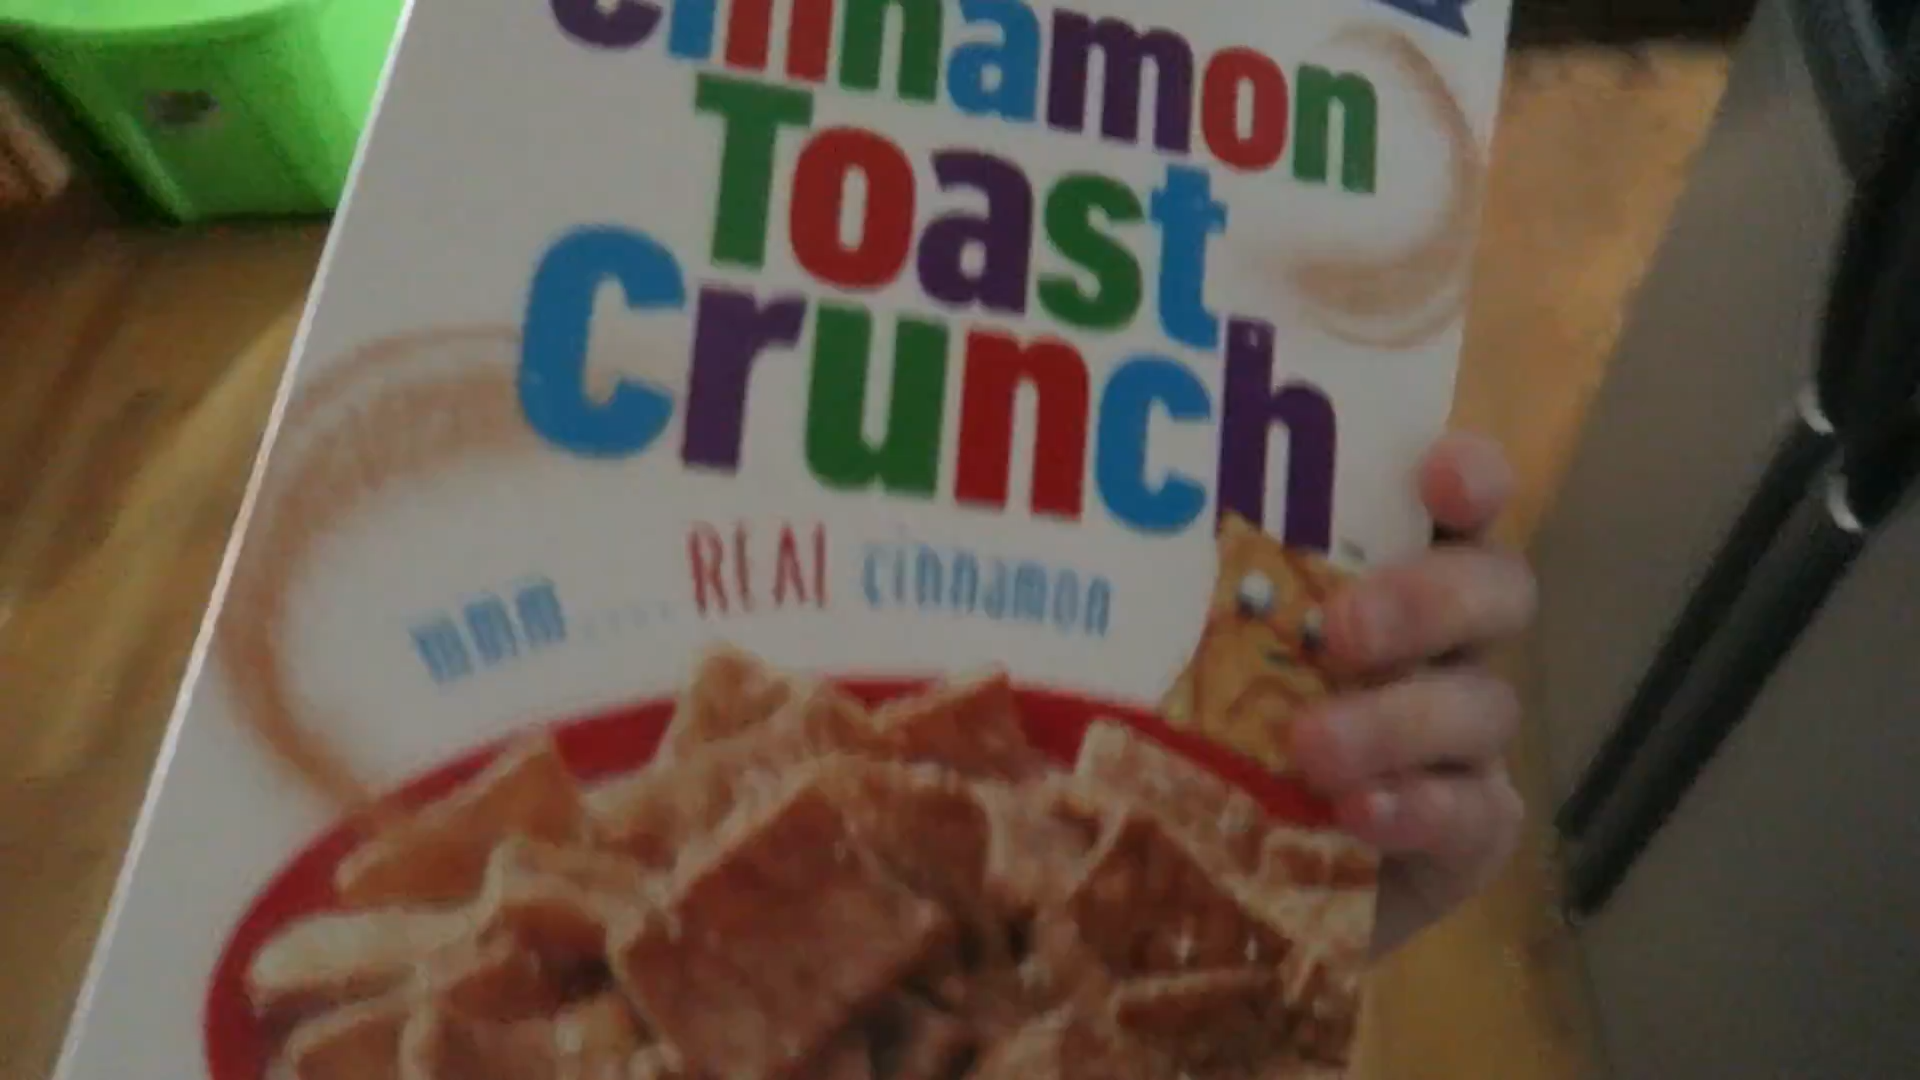 Cinnamon
Toast
Crunch
mmm..... REAL cinnamon